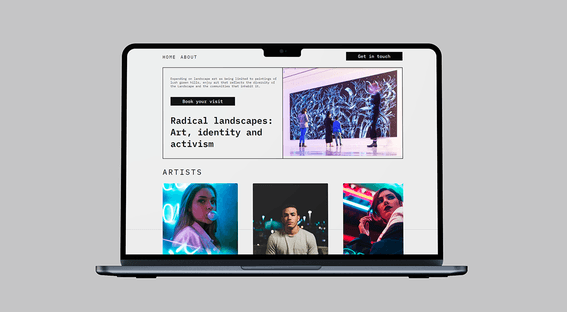 HOME ABOUT
Get in touch
Expanding on landscape art as being limited to paintings of
lush green hills, enjoy art that reflects the diversity of
the landscape and the communities that inhabit it.
Book your visit
Radical landscapes:
Art, identity and
activism
ARTISTS